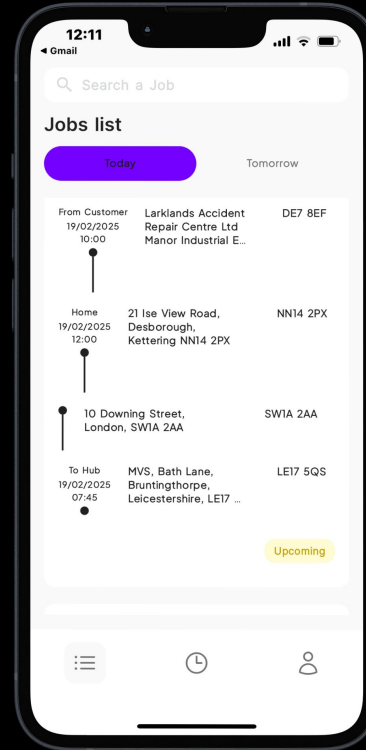 12:11
◀ Gmail
Search a Job
Jobs list
Today Tomorrow
From Customer
19/02/2025
10:00
Larklands Accident
Repair Centre Ltd
Manor Industrial E...
DE7 8EF
Home
19/02/2025
12:00
21 Ise View Road,
Desborough,
Kettering NN14 2PX
NN14 2PX
10 Downing Street,
London, SW1A 2AA
SW1A 2AA
To Hub
19/02/2025
07:45
MVS, Bath Lane,
Bruntingthorpe,
Leicestershire, LE17 ...
LE17 5QS
Upcoming